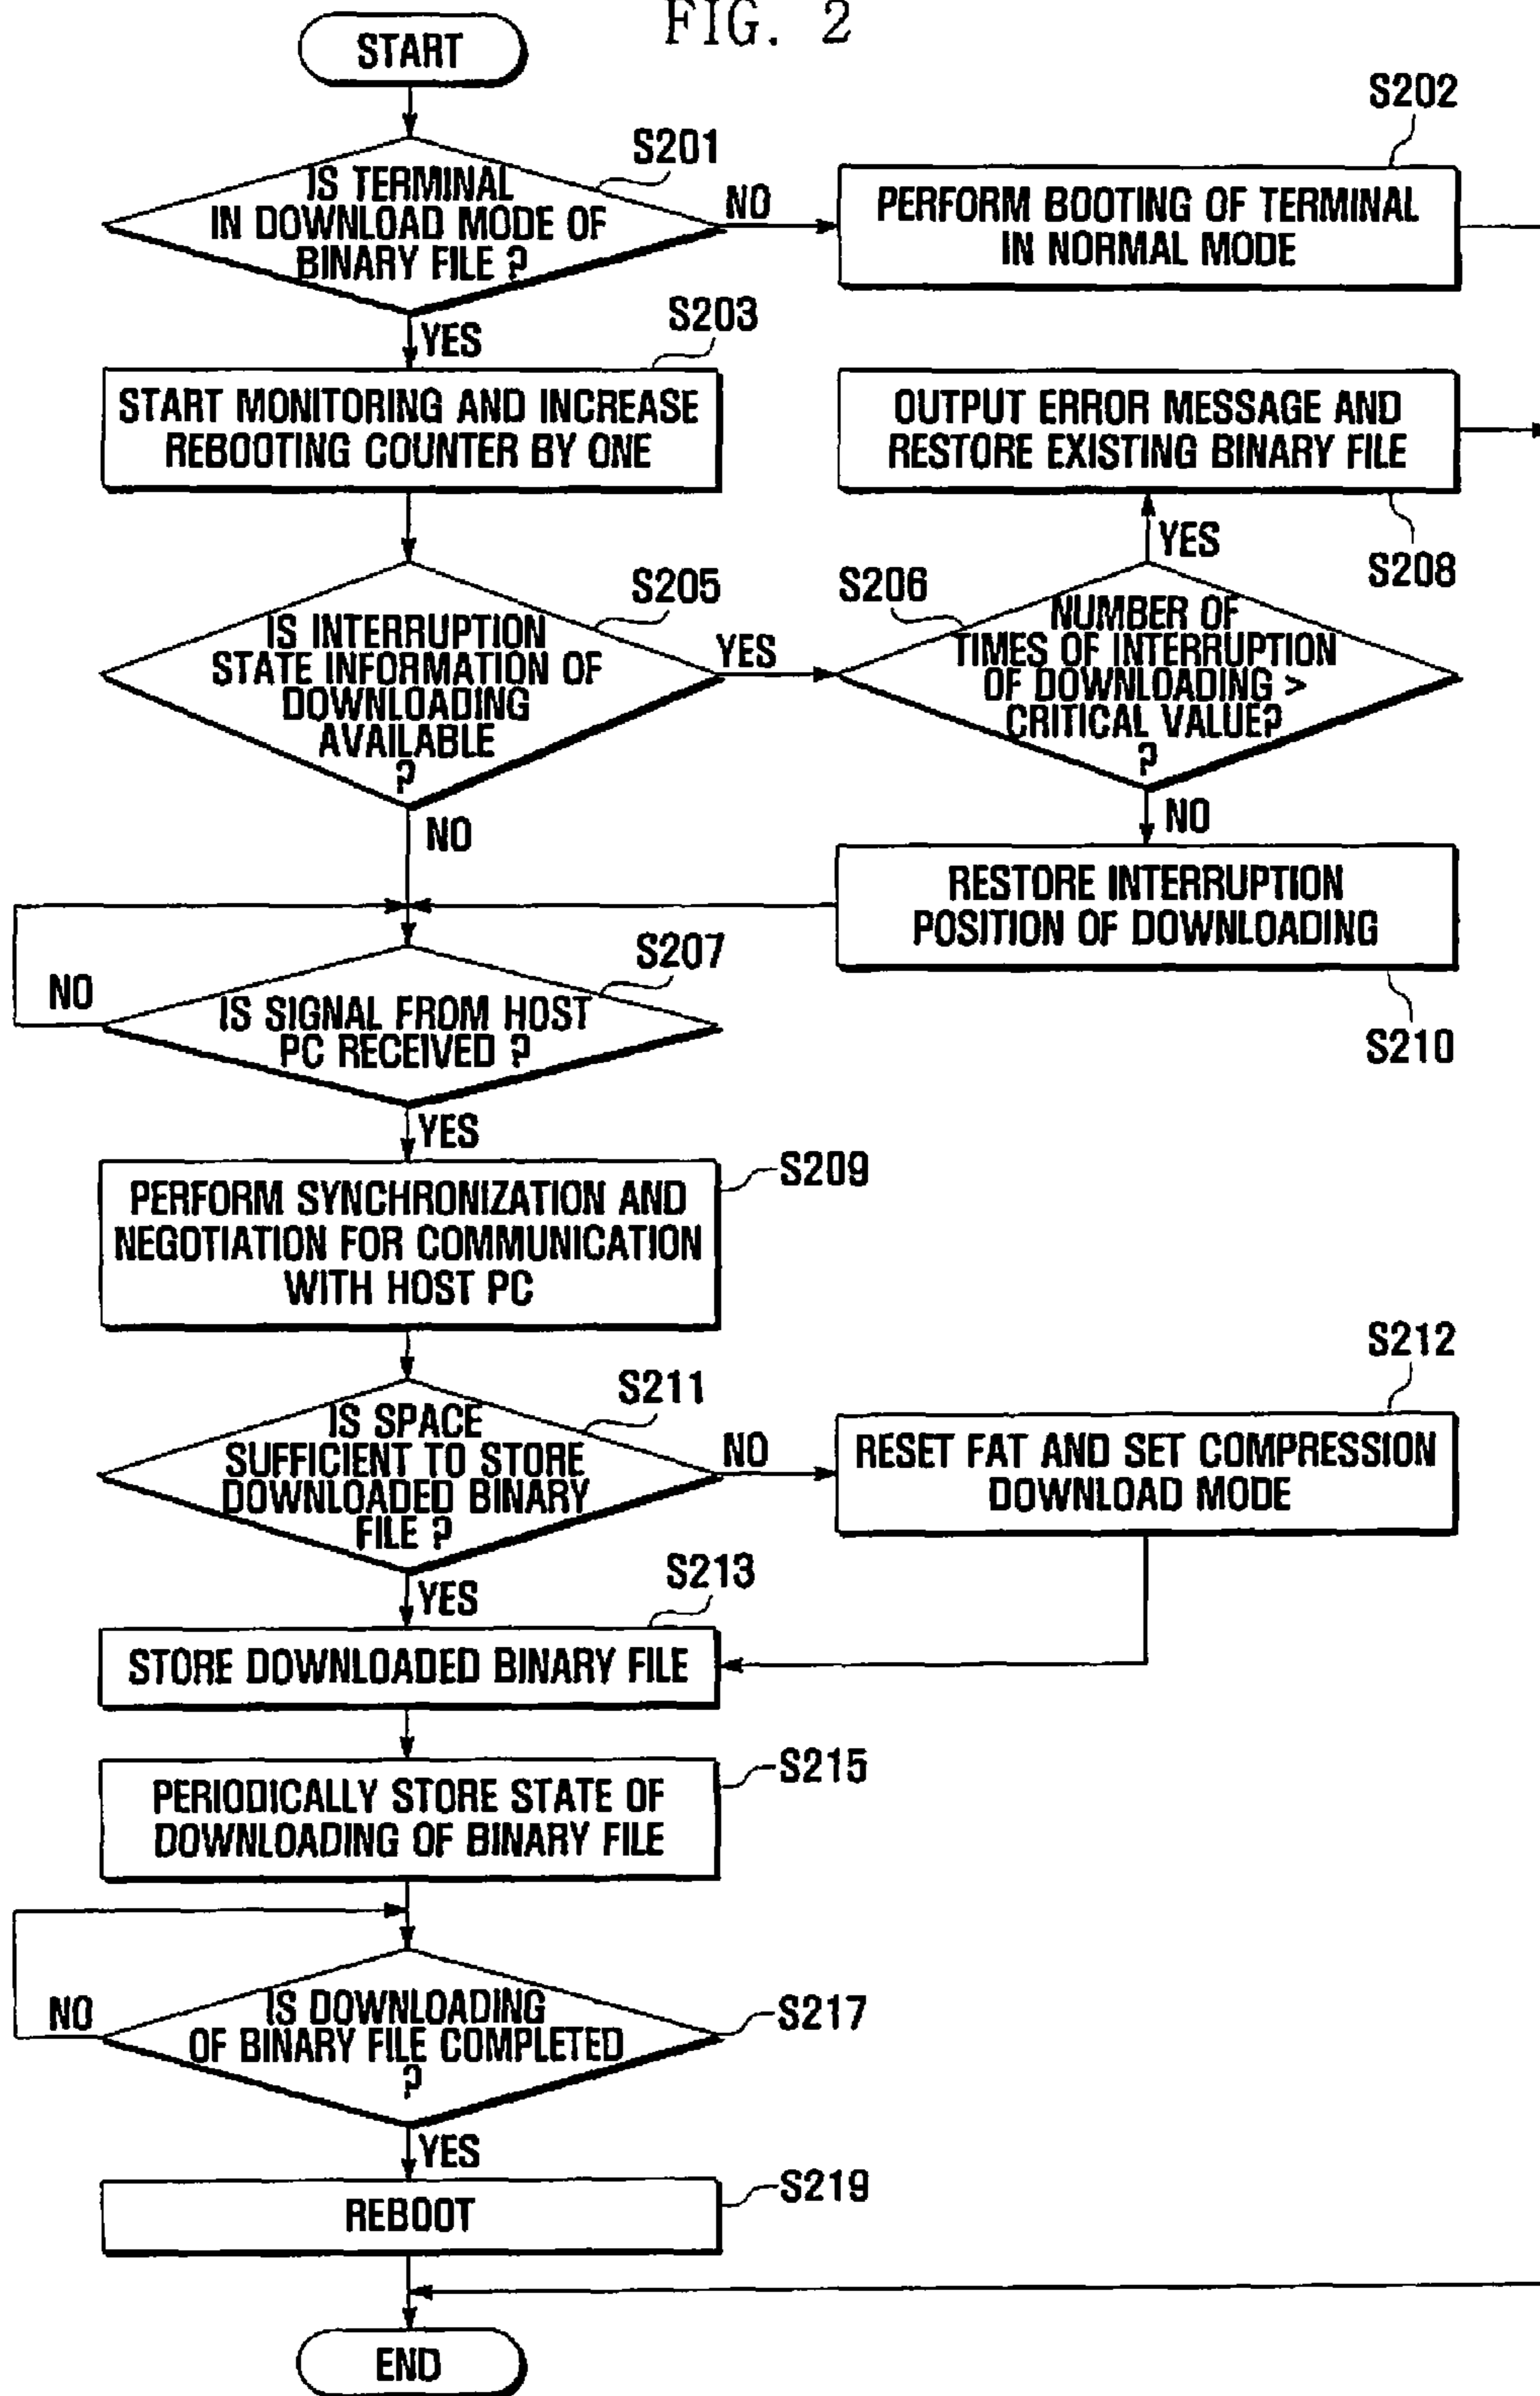 FIG. 2
START
S201
IS TERMINAL
IN DOWNLOAD MODE OF
BINARY FILE ?
NO
S202
PERFORM BOOTING OF TERMINAL
IN NORMAL MODE
YES
S203
START MONITORING AND INCREASE
REBOOTING COUNTER BY ONE
OUTPUT ERROR MESSAGE AND
RESTORE EXISTING BINARY FILE
S208
YES
S205
IS INTERRUPTION
STATE INFORMATION OF
DOWNLOADING
AVAILABLE
?
YES
S206
NUMBER OF
TIMES OF INTERRUPTION
OF DOWNLOADING >
CRITICAL VALUE?
?
NO
NO
RESTORE INTERRUPTION
POSITION OF DOWNLOADING
S210
S207
NO
IS SIGNAL FROM HOST
PC RECEIVED ?
YES
S209
PERFORM SYNCHRONIZATION AND
NEGOTIATION FOR COMMUNICATION
WITH HOST PC
S211
IS SPACE
SUFFICIENT TO STORE
DOWNLOADED BINARY
FILE ?
NO
S212
RESET FAT AND SET COMPRESSION
DOWNLOAD MODE
YES
S213
STORE DOWNLOADED BINARY FILE
S215
PERIODICALLY STORE STATE OF
DOWNLOADING OF BINARY FILE
NO
IS DOWNLOADING
OF BINARY FILE COMPLETED
?
S217
YES
S219
REBOOT
END